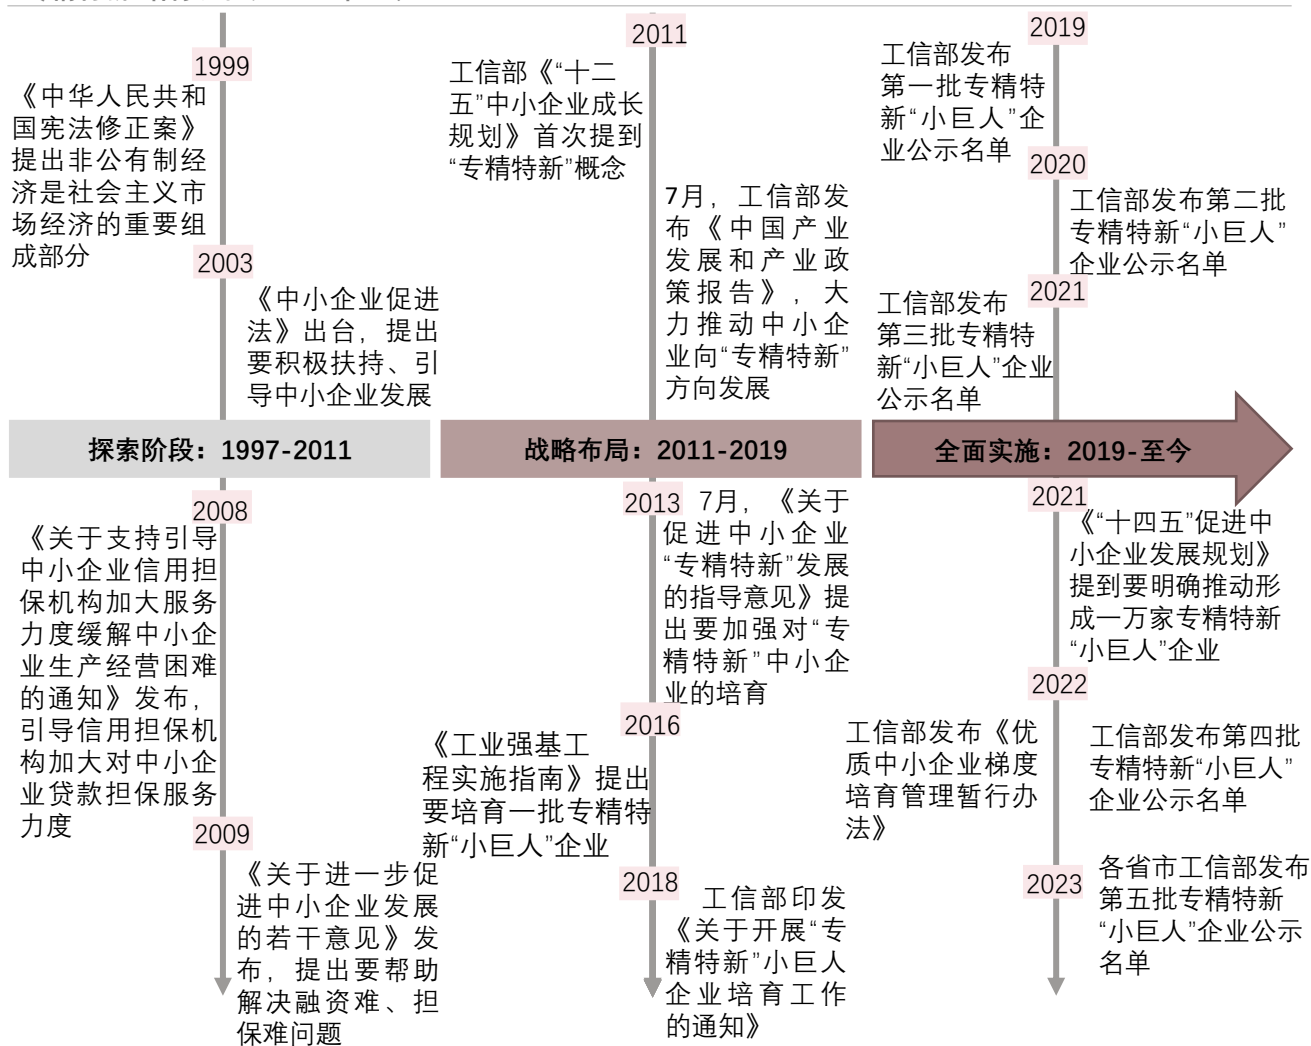 1999
《中华人民共和
国宪法修正案》
提出非公有制经
济是社会主义市
场经济的重要组
成部分
2003
《中小企业促进
法》出台，提出
要积极扶持、引
导中小企业发展
探索阶段：1997-2011
2008
《关于支持引导
中小企业信用担
保机构加大服务
力度缓解中小企
业生产经营困难
的通知》发布，
引导信用担保机
构加大对中小企
业贷款担保服务
力度
2009
《关于进一步促
进中小企业发展
的若干意见》发
布，提出要帮助
解决融资难、担
保难问题
2011
工信部《“十二
五”中小企业成长
规划》首次提到
“专精特新”概念
7月，工信部发
布《中国产业
发展和产业政
策报告》，大
力推动中小企
业向“专精特新”
方向发展
战略布局：2011-2019
2013
7月，《关于
促进中小企业
“专精特新”发展
的指导意见》提
出要加强对“专
精特新”中小企
业的培育
2016
《工业强基工
程实施指南》提出
要培育一批专精特
新“小巨人”企业
2018
工信部印发
《关于开展“专
精特新”小巨人
企业培育工作
的通知》
2019
工信部发布
第一批专精特
新“小巨人”企
业公示名单
2020
工信部发布第二批
专精特新“小巨人”
企业公示名单
2021
工信部发布
第三批专精特
新“小巨人”企业
公示名单
全面实施：2019-至今
2021
《“十四五”促进中
小企业发展规划》
提到要明确推动形
成一万家专精特新
“小巨人”企业
2022
工信部发布《优
质中小企业梯度
培育管理暂行办
法》
工信部发布第四批
专精特新“小巨人”
企业公示名单
2023
各省市工信部发布
第五批专精特新
“小巨人”企业公示
名单